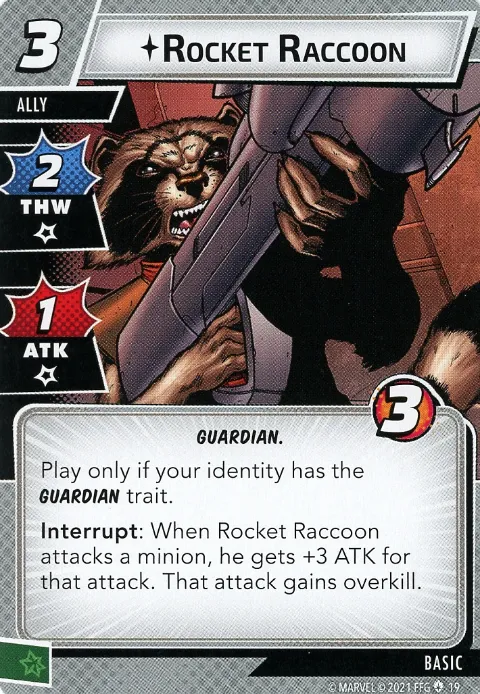 3
Rocket Raccoon
ALLY
2
THW
1
ATK
3
GUARDIAN.
Play only if your identity has the
GUARDIAN trait.
Interrupt: When Rocket Raccoon
attacks a minion, he gets +3 ATK for
that attack. That attack gains overkill.
BASIC
© MARVEL © 2021 FFG 19